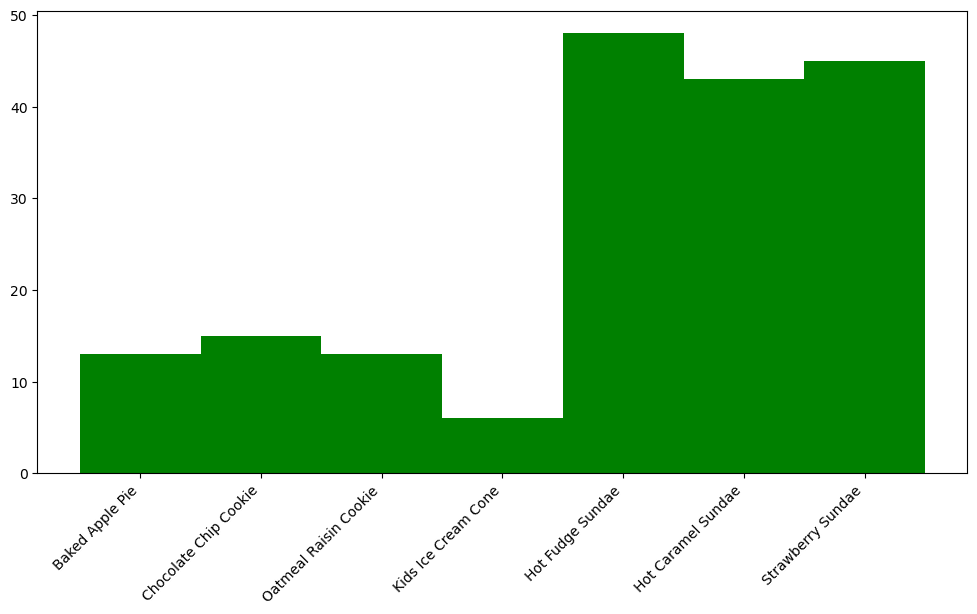 50
40
30
20
10
0
Baked Apple Pie
Chocolate Chip Cookie
Oatmeal Raisin Cookie
Kids Ice Cream Cone
Hot Fudge Sundae
Hot Caramel Sundae
Strawberry Sundae